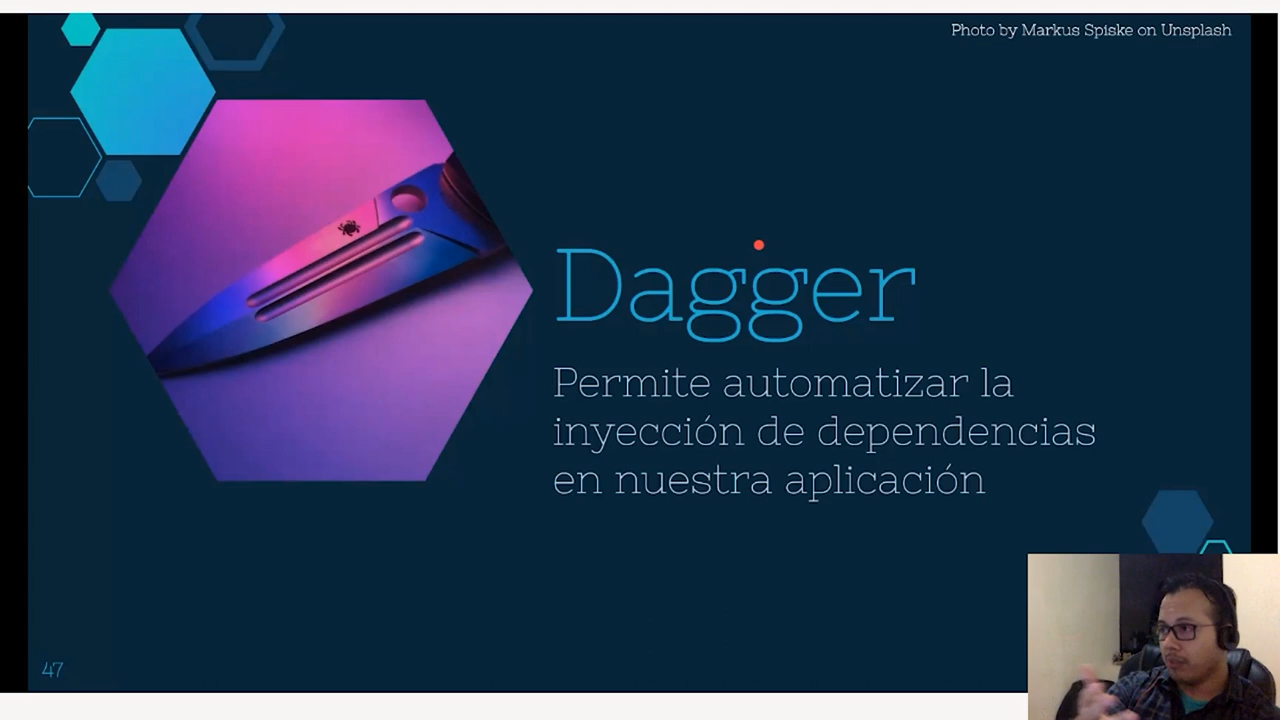 Photo by Markus Spiske on Unsplash
Dagger
Permite automatizar la
inyección de dependencias
en nuestra aplicación
47